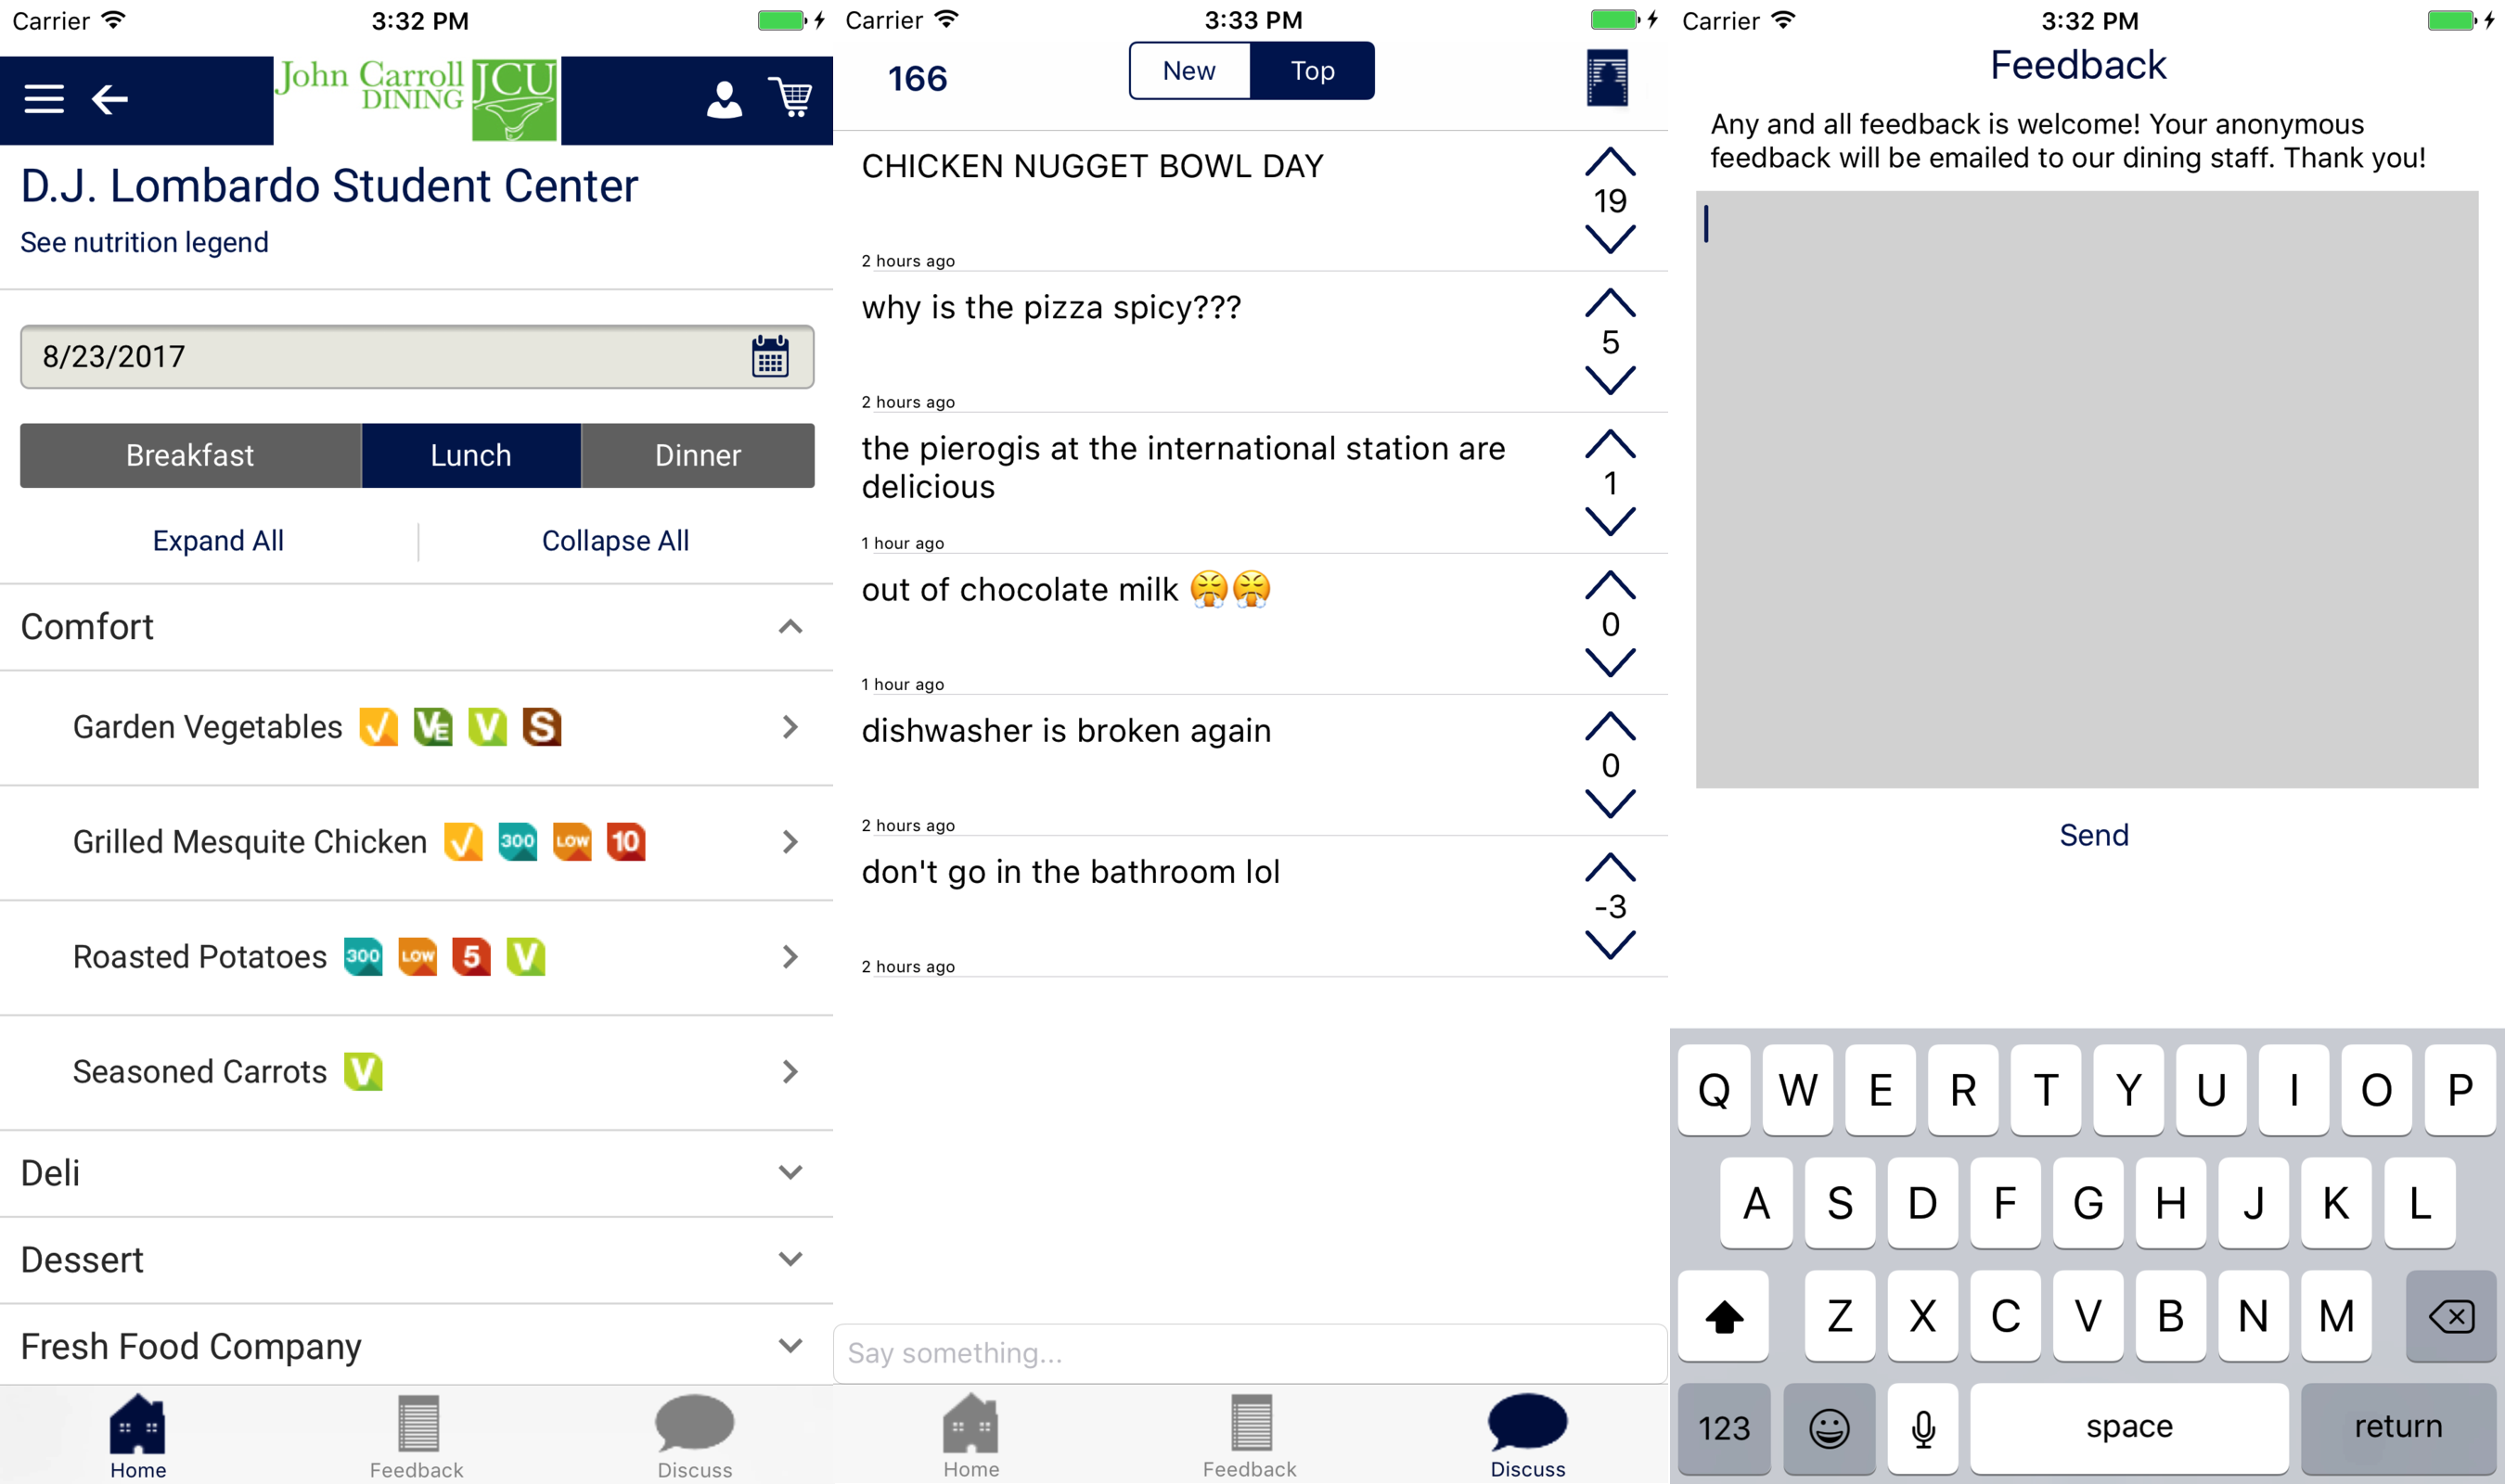 Carrier 3:32 PM
John Carroll
DINING
JCU
D.J. Lombardo Student Center
See nutrition legend
8/23/2017
Breakfast Lunch Dinner
Expand All Collapse All
Comfort
Garden Vegetables VE V S
Grilled Mesquite Chicken 300 LOW 10
Roasted Potatoes 300 LOW 5 V
Seasoned Carrots V
Deli
Dessert
Fresh Food Company
Home Feedback Discuss
Carrier 3:33 PM
166 New Top
CHICKEN NUGGET BOWL DAY
19
2 hours ago
why is the pizza spicy???
5
2 hours ago
the pierogis at the international station are
delicious
1
1 hour ago
out of chocolate milk 😤😤
0
1 hour ago
dishwasher is broken again
0
2 hours ago
don't go in the bathroom lol
-3
2 hours ago
Say something...
Home Feedback Discuss
Carrier 3:32 PM
Feedback
Any and all feedback is welcome! Your anonymous
feedback will be emailed to our dining staff. Thank you!
Send
Q W E R T Y U I O P
A S D F G H J K L
Z X C V B N M
123 space return